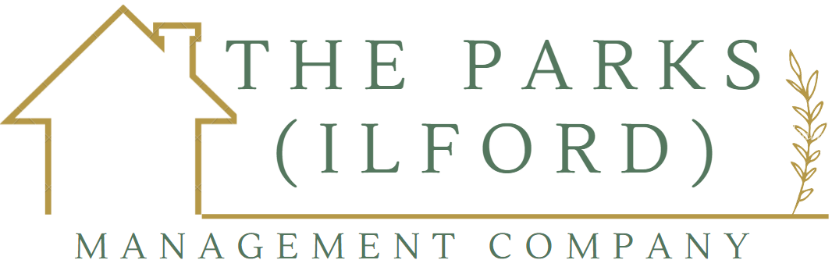 THE PARKS
(ILFORD)
MANAGEMENT COMPANY